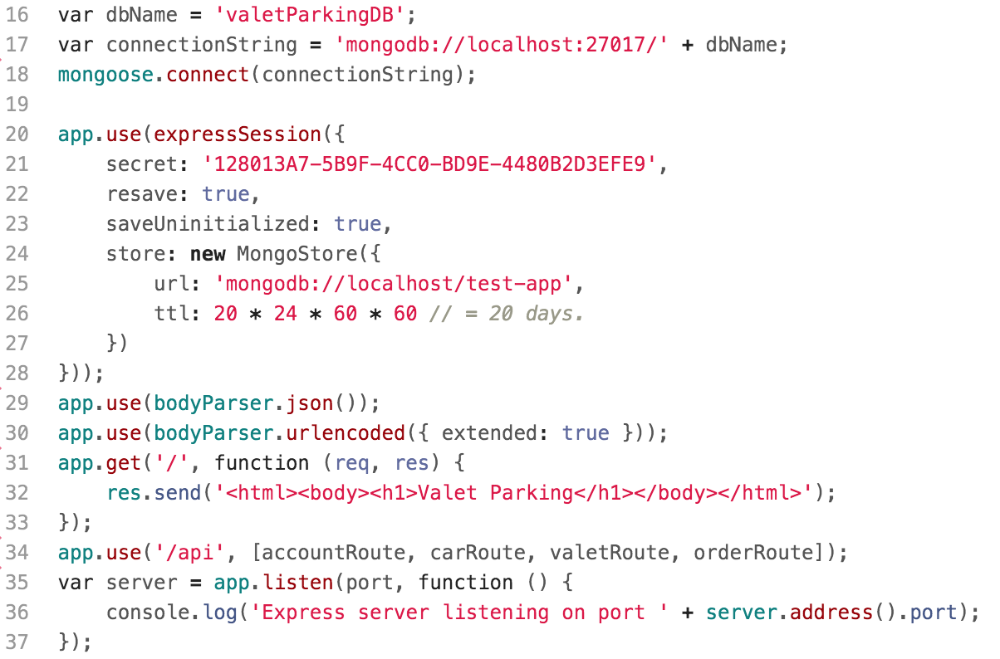 16 var dbName = 'valetParkingDB';
17 var connectionString = 'mongodb://localhost:27017/' + dbName;
18 mongoose.connect(connectionString);
19
20 app.use(expressSession({
21     secret: '128013A7-5B9F-4CC0-BD9E-4480B2D3EFE9',
22     resave: true,
23     saveUninitialized: true,
24     store: new MongoStore({
25         url: 'mongodb://localhost/test-app',
26         ttl: 20 * 24 * 60 * 60 // = 20 days.
27     })
28 }));
29 app.use(bodyParser.json());
30 app.use(bodyParser.urlencoded({ extended: true }));
31 app.get('/', function (req, res) {
32     res.send('<html><body><h1>Valet Parking</h1></body></html>');
33 });
34 app.use('/api', [accountRoute, carRoute, valetRoute, orderRoute]);
35 var server = app.listen(port, function () {
36     console.log('Express server listening on port ' + server.address().port);
37 });